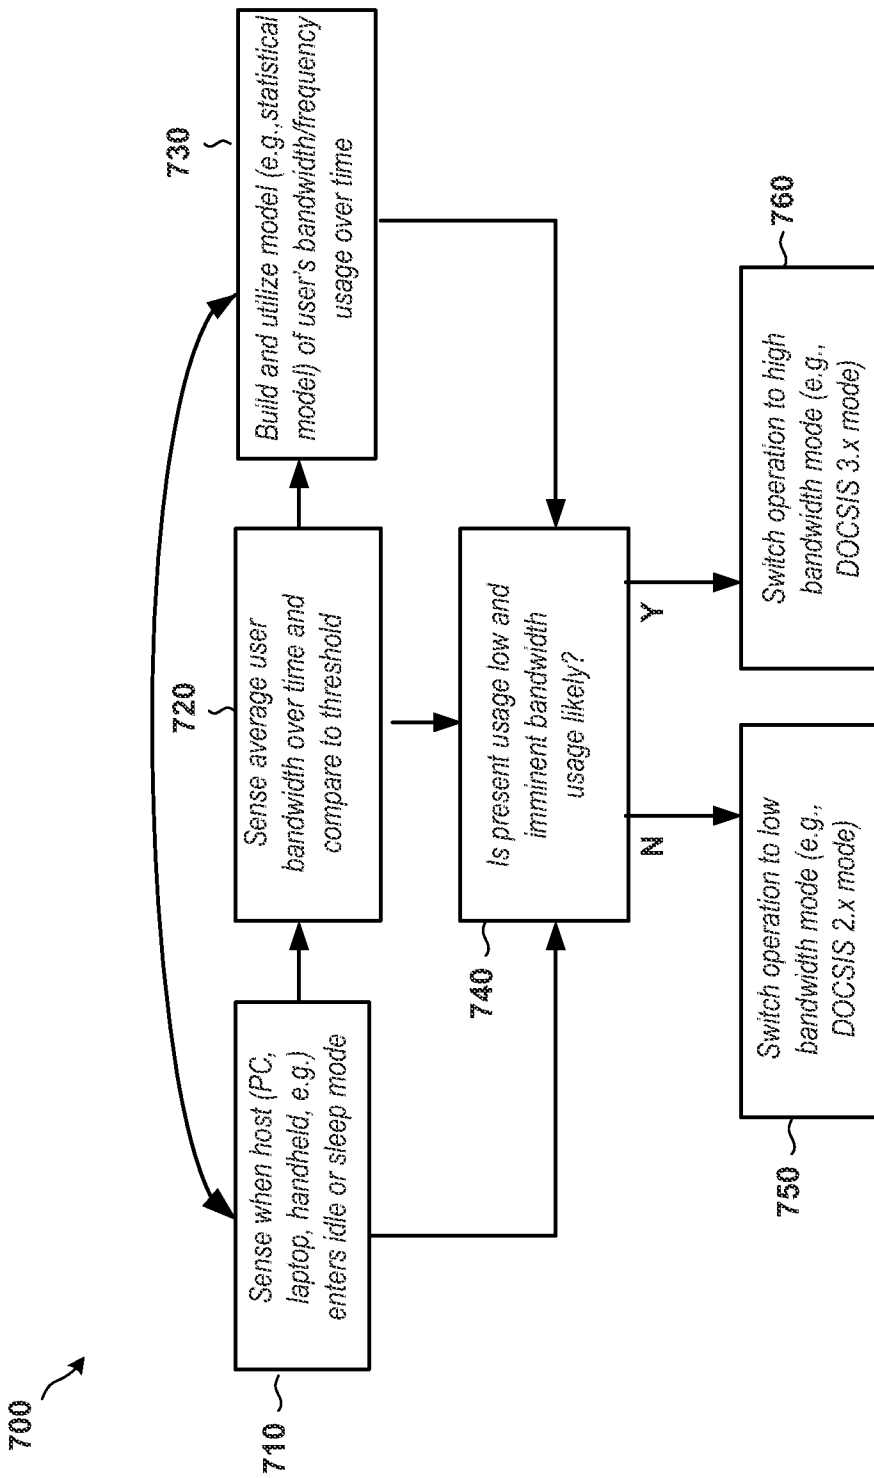 700
710
Sense when host (PC,
laptop, handheld, e.g.)
enters idle or sleep mode
720
Sense average user
bandwidth over time and
compare to threshold
730
Build and utilize model (e.g.,statistical
model) of user's bandwidth/frequency
usage over time
740
Is present usage low and
imminent bandwidth
usage likely?
N
Y
750
Switch operation to low
bandwidth mode (e.g.,
DOCSIS 2.x mode)
760
Switch operation to high
bandwidth mode (e.g.,
DOCSIS 3.x mode)